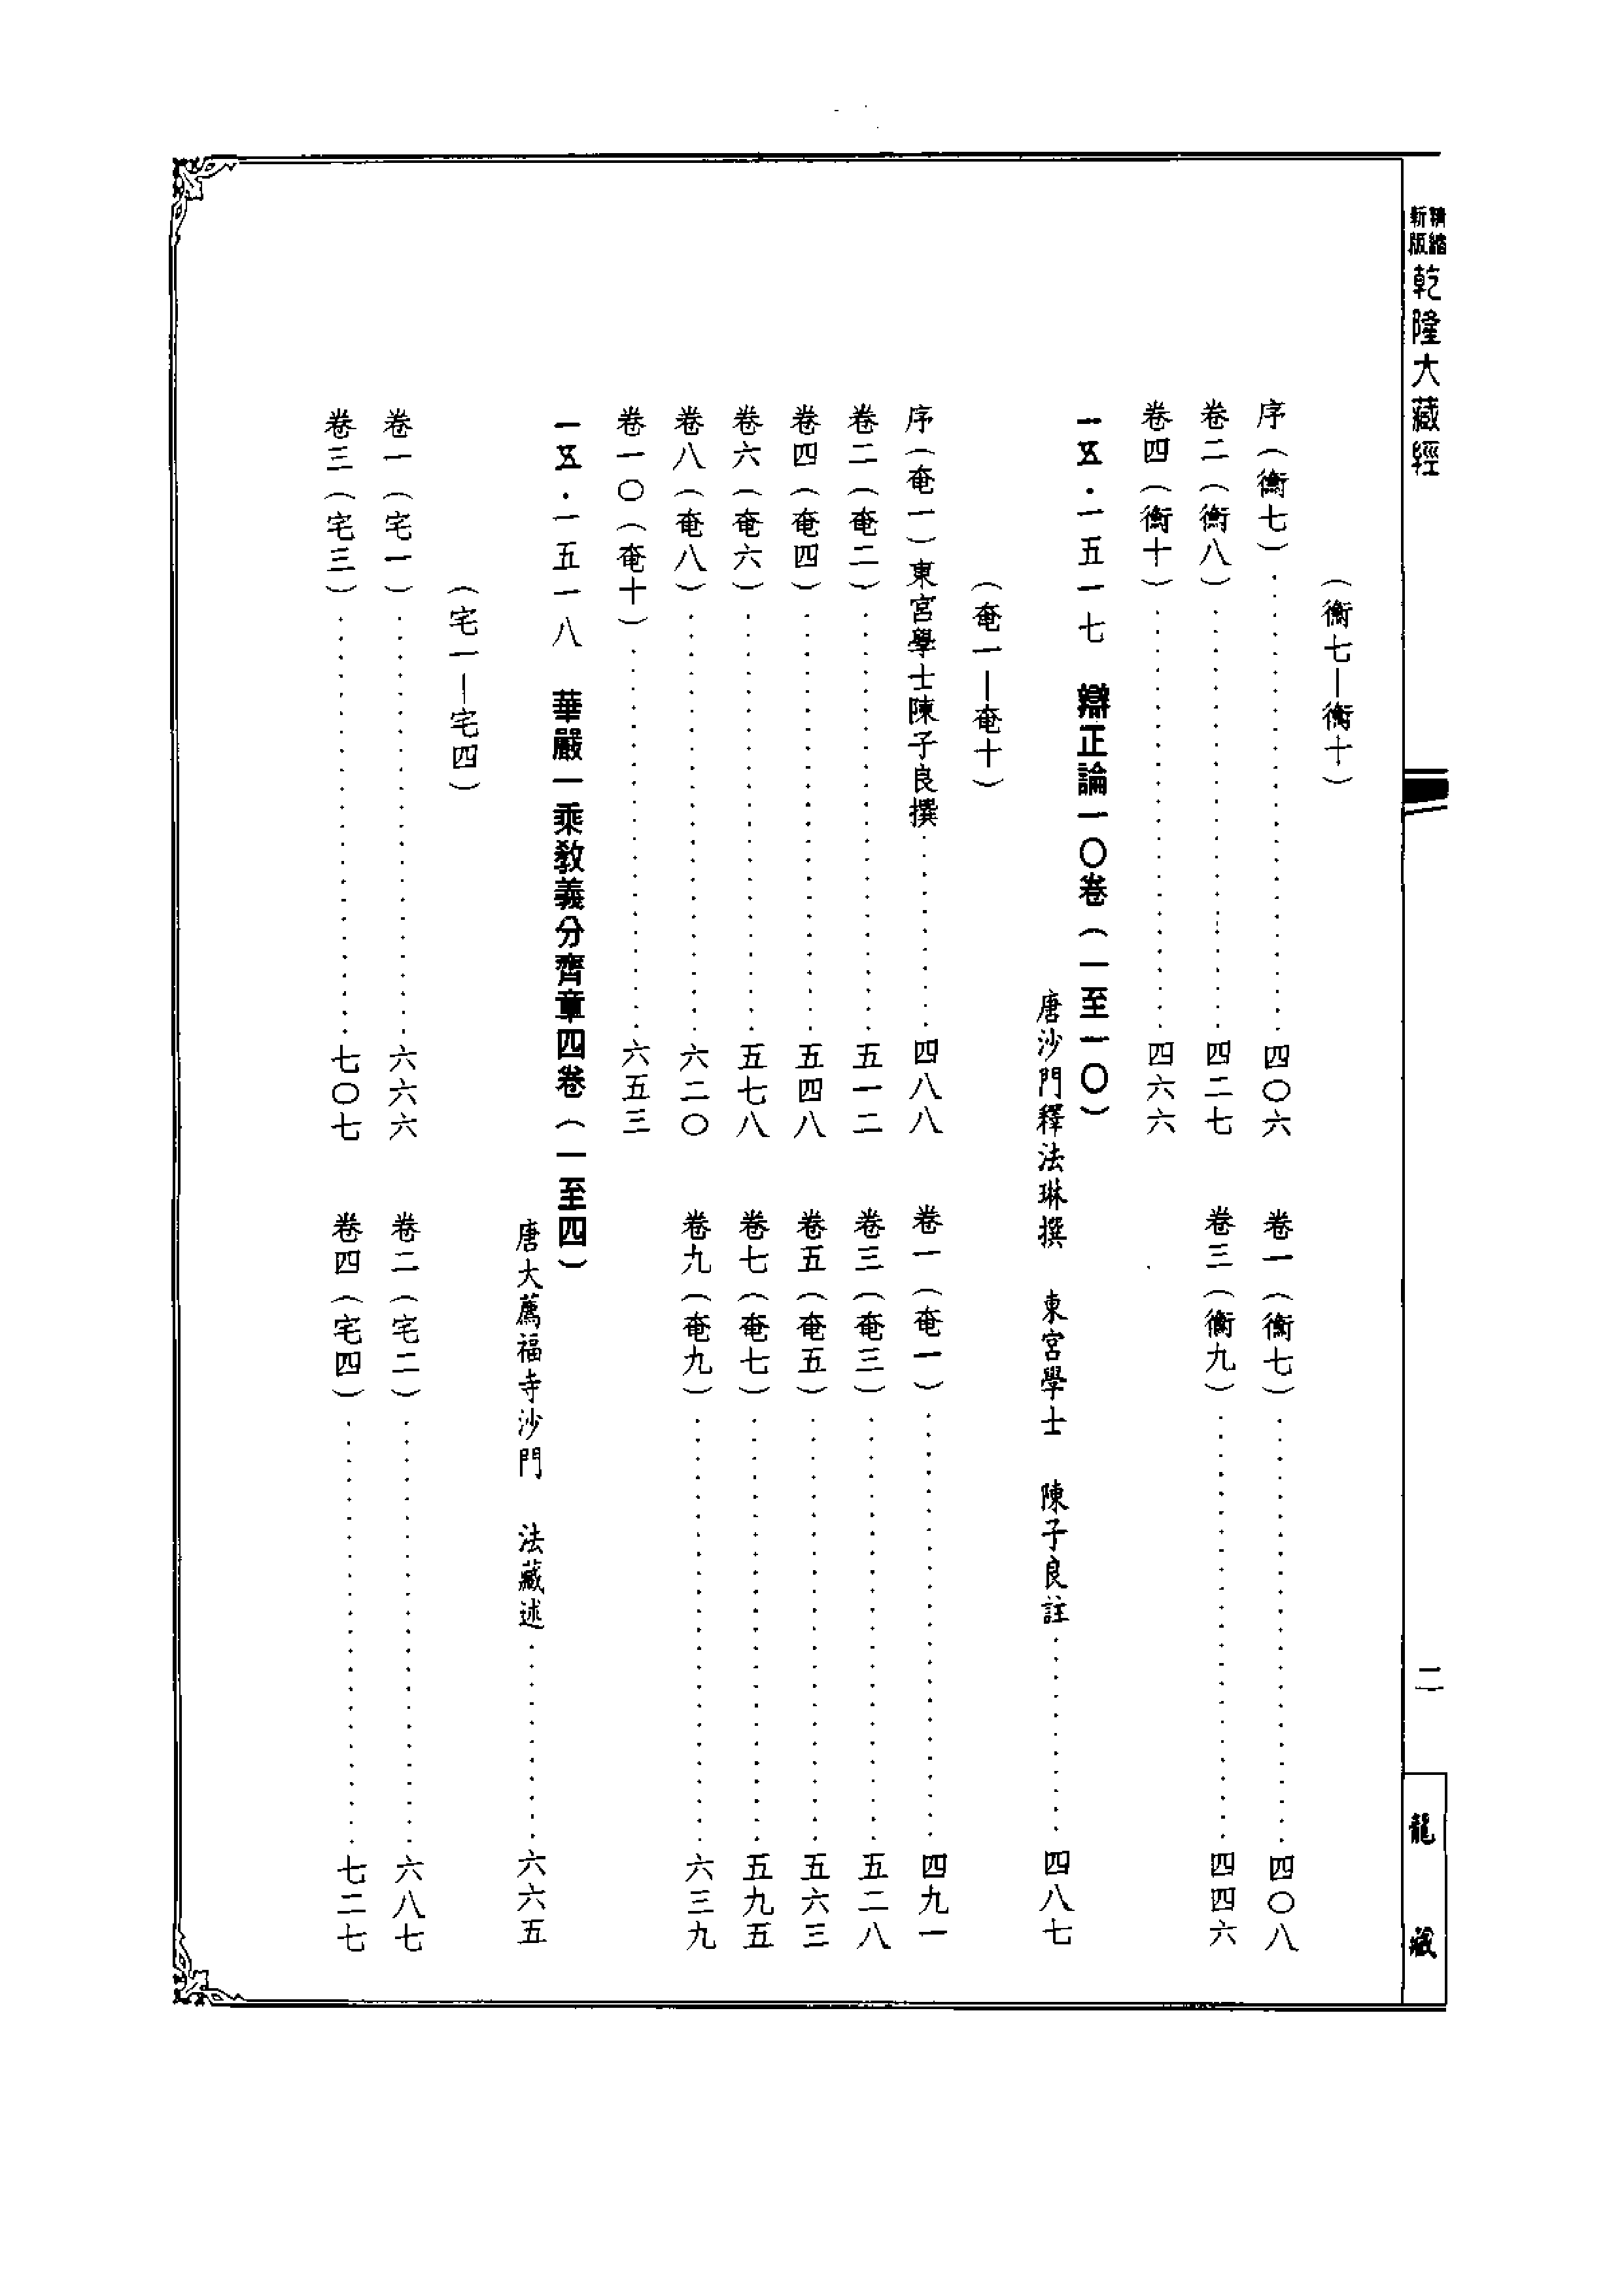 新版精縮乾隆大藏經
二
龍藏
（衡七—衡十）
序（衡七）⋯⋯四〇六 卷一（衡七）⋯⋯四〇八
卷二（衡八）⋯⋯四二七 卷三（衡九）⋯⋯四四六
卷四（衡十）⋯⋯四六六
一五．一五一七 辯正論一〇卷（一至一〇）
唐沙門釋法琳撰 東宮學士 陳子良註⋯⋯四八七
（奄一—奄十）
序（奄一）東宮學士陳子良撰⋯⋯四八八 卷一（奄一）⋯⋯四九一
卷二（奄二）⋯⋯五一二 卷三（奄三）⋯⋯五二八
卷四（奄四）⋯⋯五四八 卷五（奄五）⋯⋯五六三
卷六（奄六）⋯⋯五七八 卷七（奄七）⋯⋯五九五
卷八（奄八）⋯⋯六二〇 卷九（奄九）⋯⋯六三九
卷一〇（奄十）⋯⋯六五三
一五．一五一八 華嚴一乘教義分齊章四卷（一至四）
唐大薦福寺沙門 法藏述⋯⋯六六五
（宅一—宅四）
卷一（宅一）⋯⋯六六六 卷二（宅二）⋯⋯六八七
卷三（宅三）⋯⋯七〇七 卷四（宅四）⋯⋯七二七